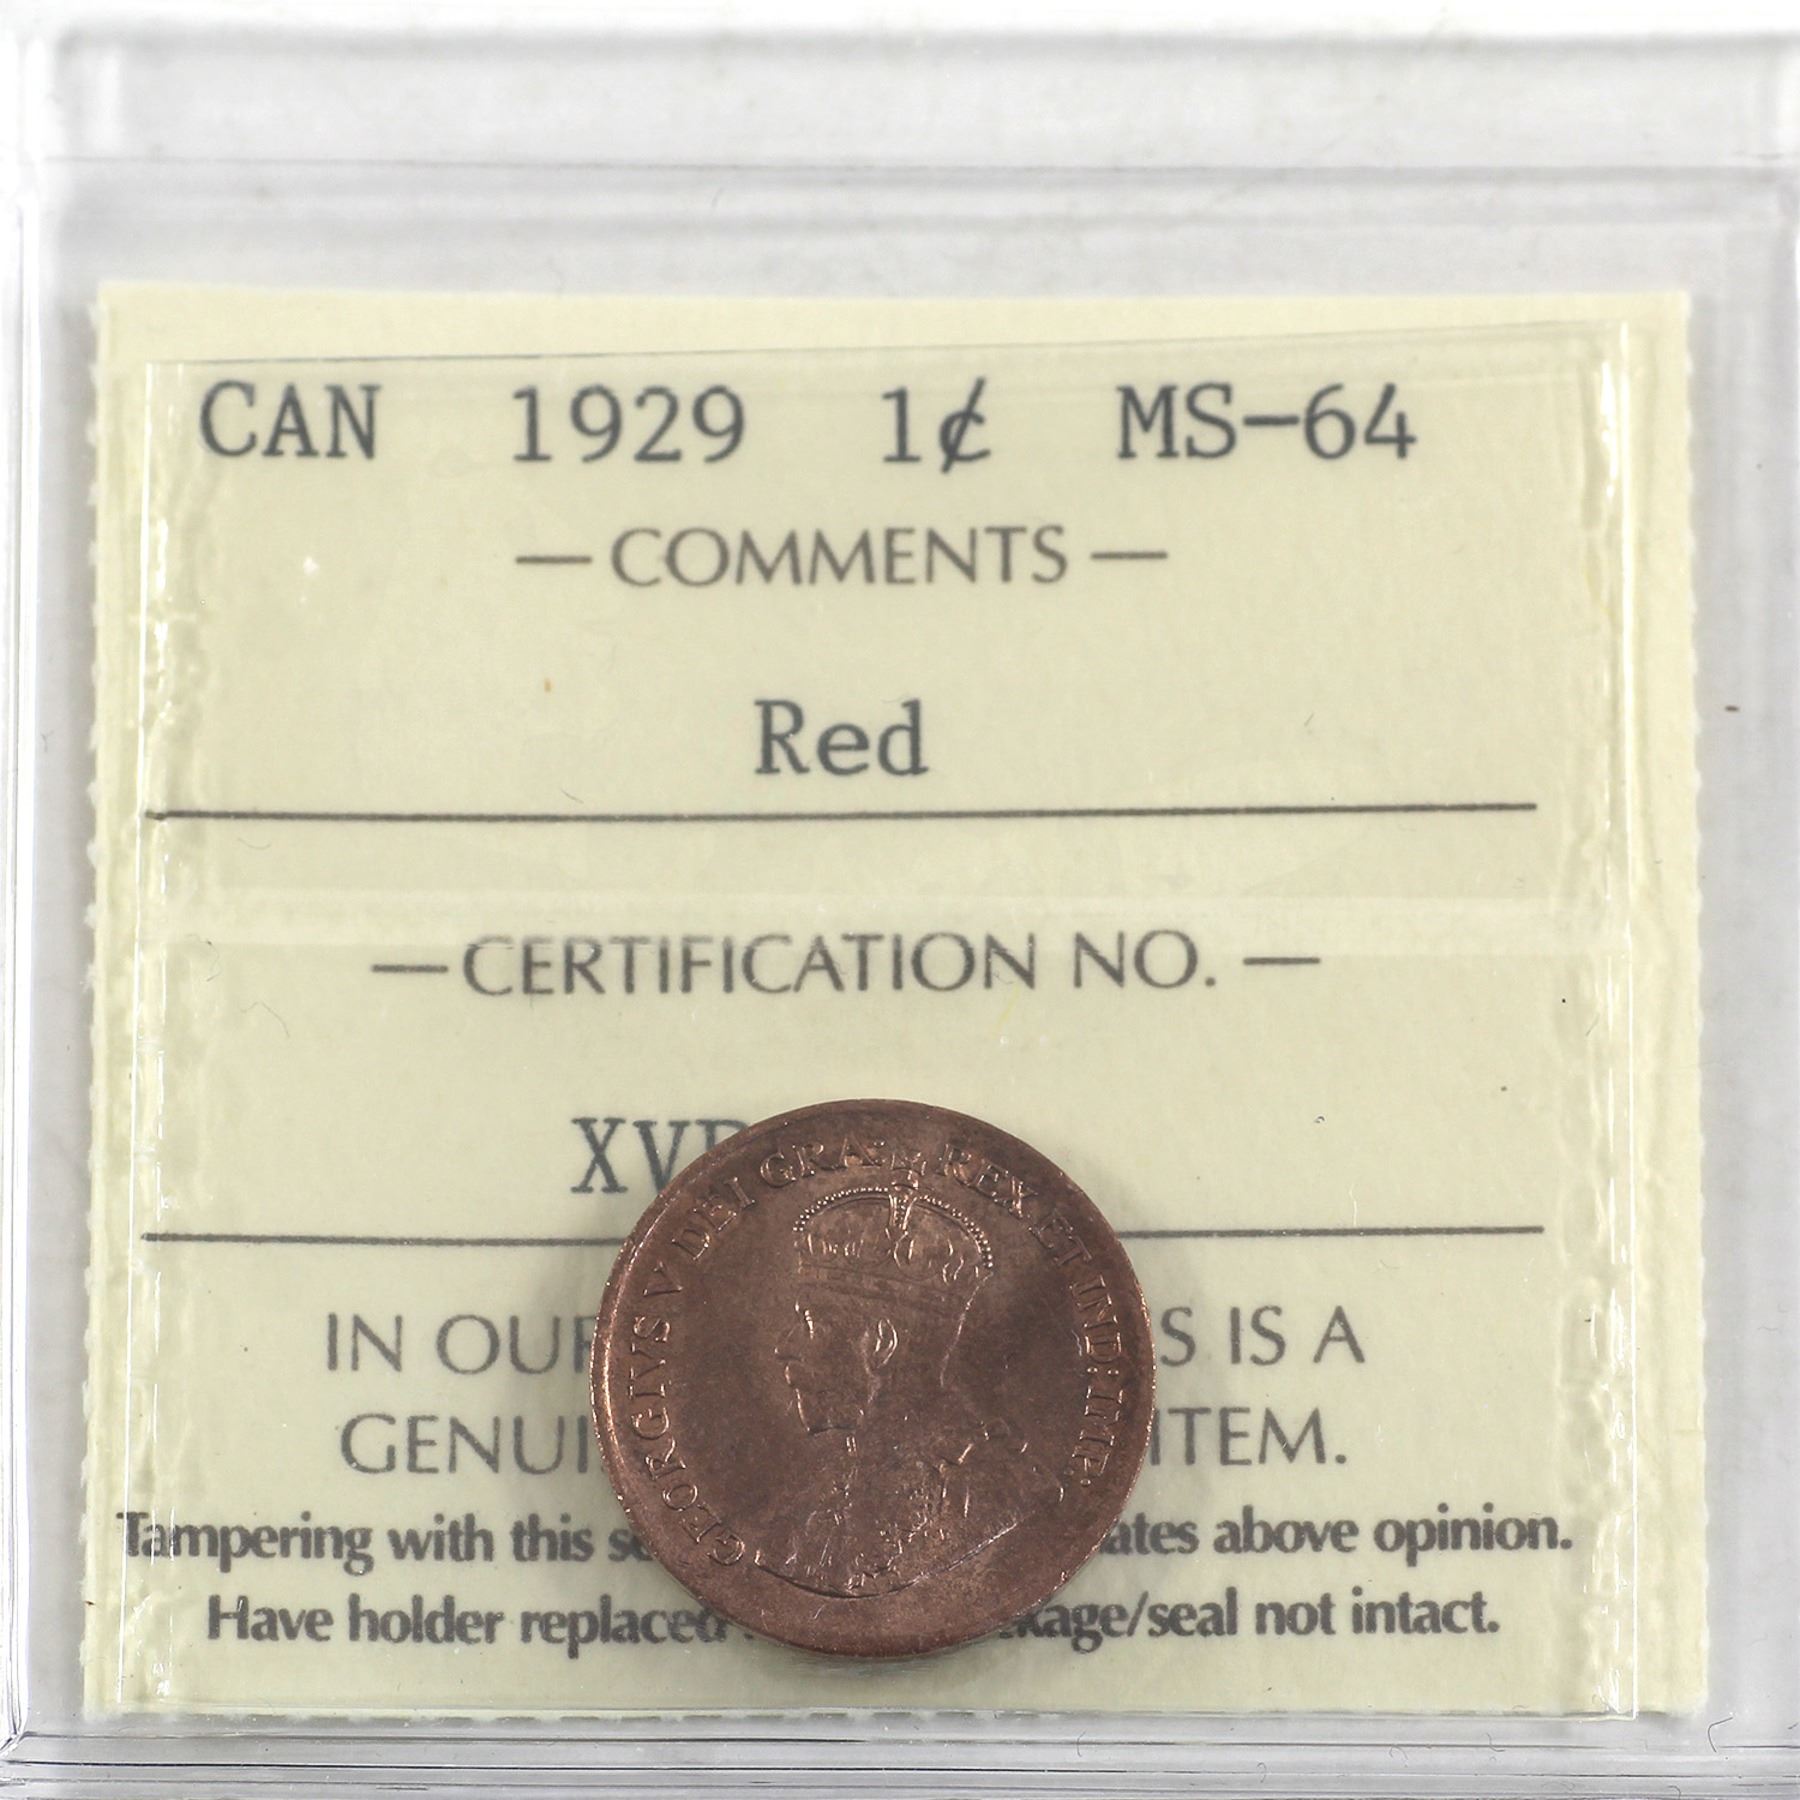 CAN 1929 1¢ MS-64
— COMMENTS —
Red
— CERTIFICATION NO. —
XV
GEORGIVS V DEI GRA: REX ET IND: IMP:
IN OUR S IS A
GENUI ITEM.
Tampering with this se ates above opinion.
Have holder replaced kage/seal not intact.